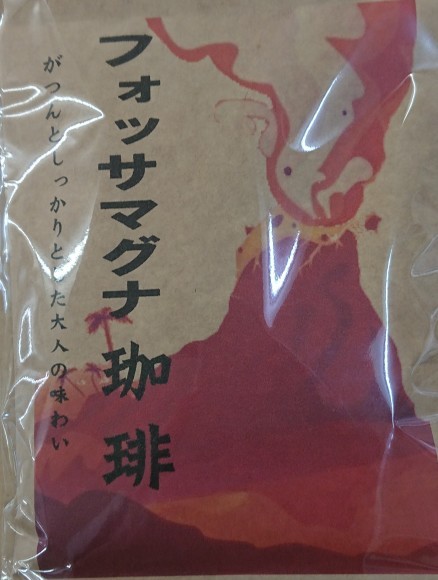 フォッサマグナ珈琲
がつんとしっかりとした大人の味わい